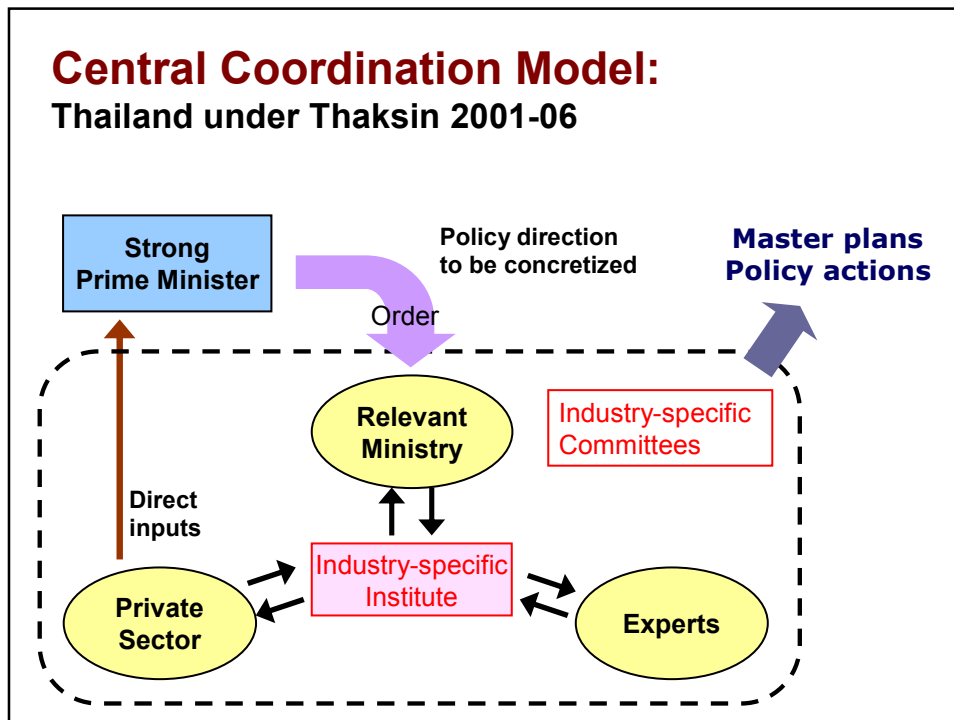 Central Coordination Model:
Thailand under Thaksin 2001-06
Strong
Prime Minister
Policy direction
to be concretized
Master plans
Policy actions
Order
Relevant
Ministry
Industry-specific
Committees
Direct
inputs
Industry-specific
Institute
Private
Sector
Experts